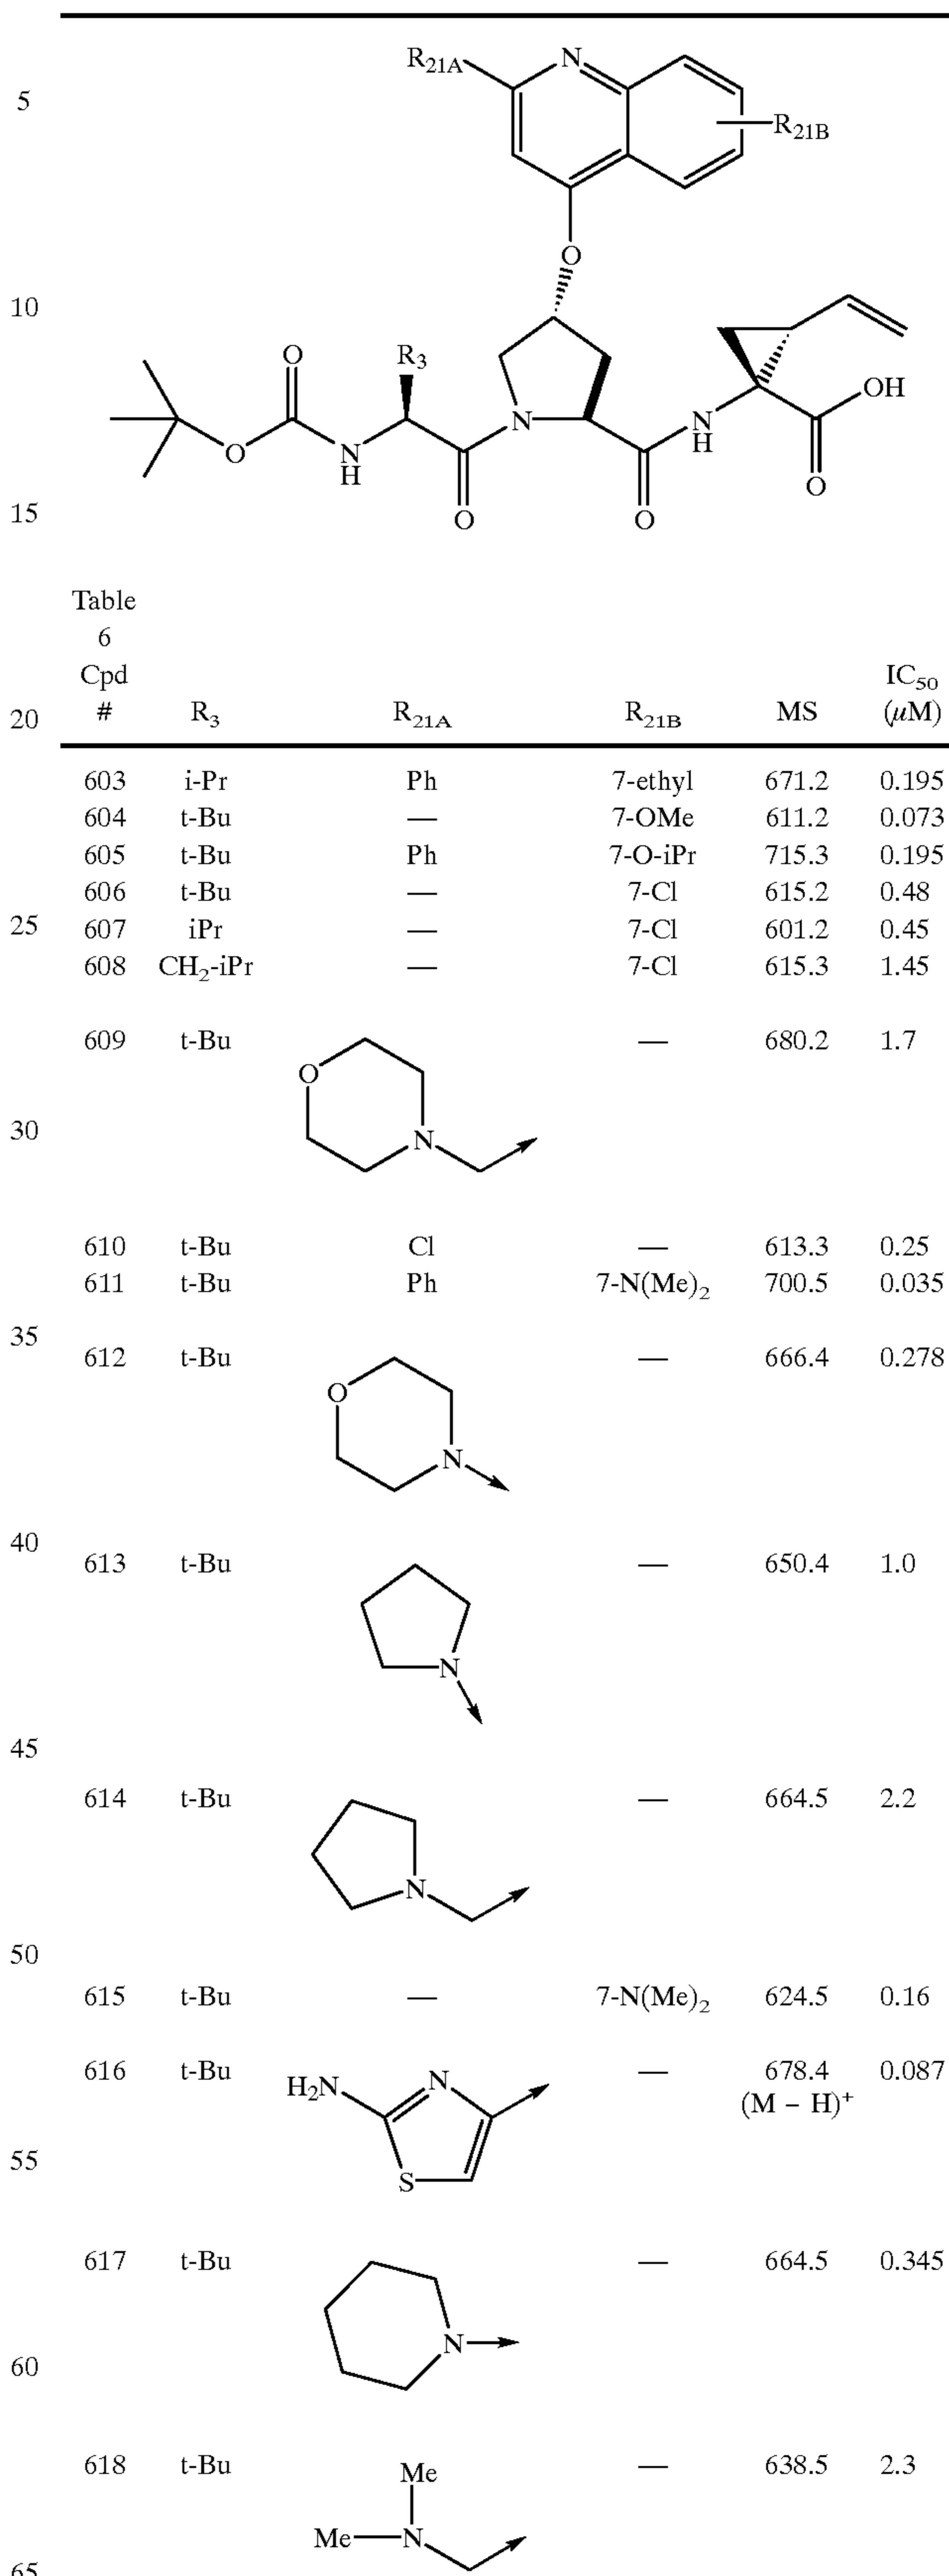 R21A N
5
R21B
O
10
O R3
OH
N N
O N H
H O
15
O O
Table
6
Cpd IC50
20 # R3 R21A R21B MS (μM)
603 i-Pr Ph 7-ethyl 671.2 0.195
604 t-Bu — 7-OMe 611.2 0.073
605 t-Bu Ph 7-O-iPr 715.3 0.195
606 t-Bu — 7-Cl 615.2 0.48
25 607 iPr — 7-Cl 601.2 0.45
608 CH2-iPr — 7-Cl 615.3 1.45
609 t-Bu — 680.2 1.7
O
30 N
610 t-Bu Cl — 613.3 0.25
611 t-Bu Ph 7-N(Me)2 700.5 0.035
35
612 t-Bu — 666.4 0.278
O
N
40
613 t-Bu — 650.4 1.0
N
45
614 t-Bu — 664.5 2.2
N
50
615 t-Bu — 7-N(Me)2 624.5 0.16
616 t-Bu H2N N — 678.4 0.087
(M – H)+
55
S
617 t-Bu — 664.5 0.345
N
60
618 t-Bu Me — 638.5 2.3
Me N
65